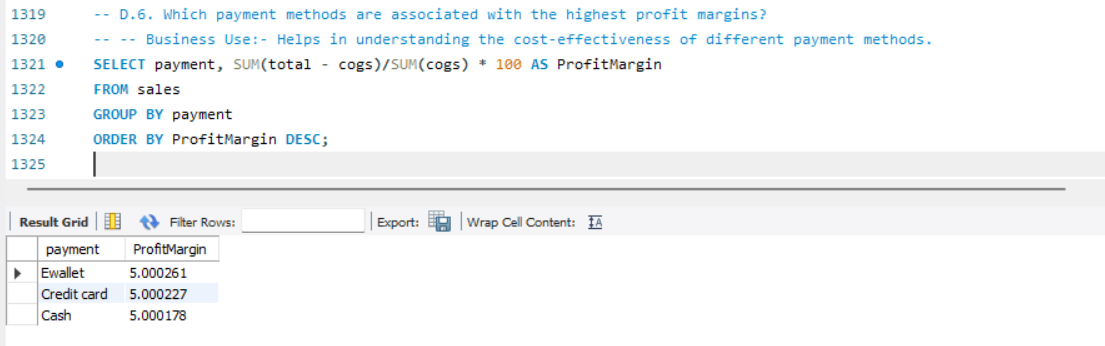 1319 -- D.6. Which payment methods are associated with the highest profit margins?
1320 -- -- Business Use:- Helps in understanding the cost-effectiveness of different payment methods.
1321 SELECT payment, SUM(total - cogs)/SUM(cogs) * 100 AS ProfitMargin
1322 FROM sales
1323 GROUP BY payment
1324 ORDER BY ProfitMargin DESC;
1325
Result Grid Filter Rows: Export: Wrap Cell Content: IA
payment ProfitMargin
Ewallet 5.000261
Credit card 5.000227
Cash 5.000178